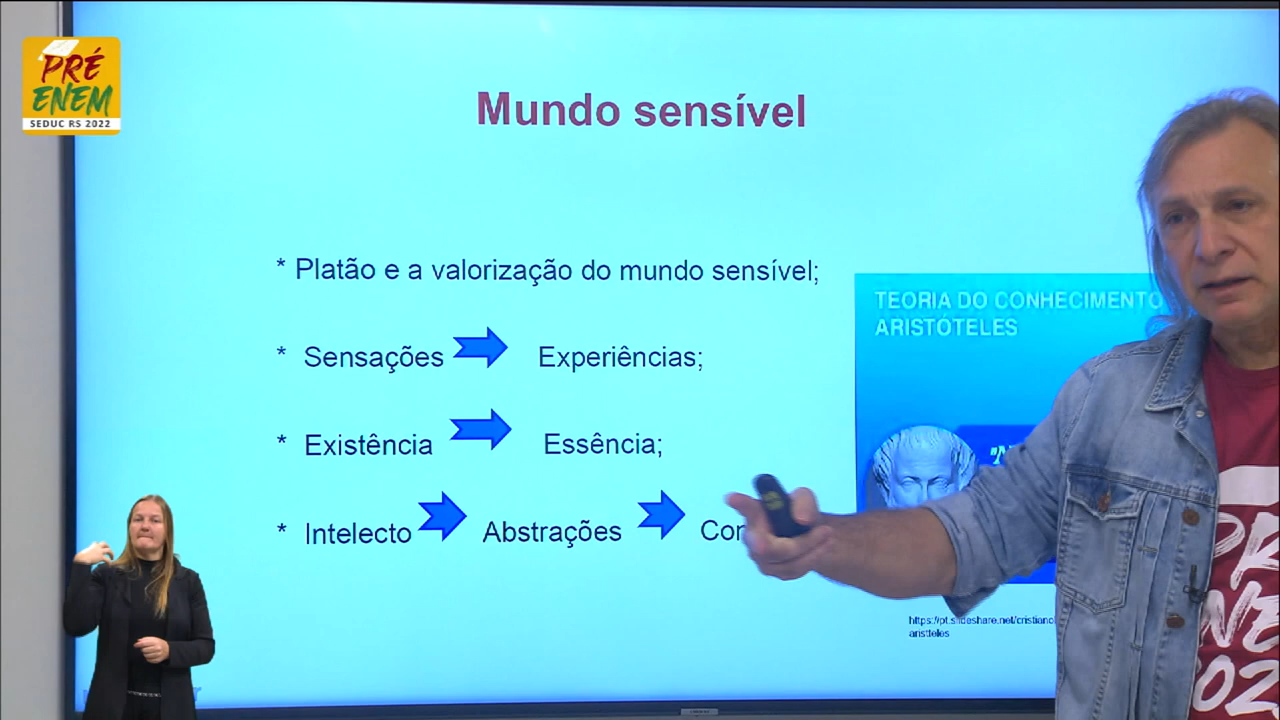 PRÉ
ENEM
SEDUC RS 2022
Mundo sensível
* Platão e a valorização do mundo sensível;
* Sensações Experiências;
* Existência Essência;
* Intelecto Abstrações
TEORIA DO CONHECIMENTO
ARISTÓTELES
https://pt.slideshare.net/cristiano
aristteles